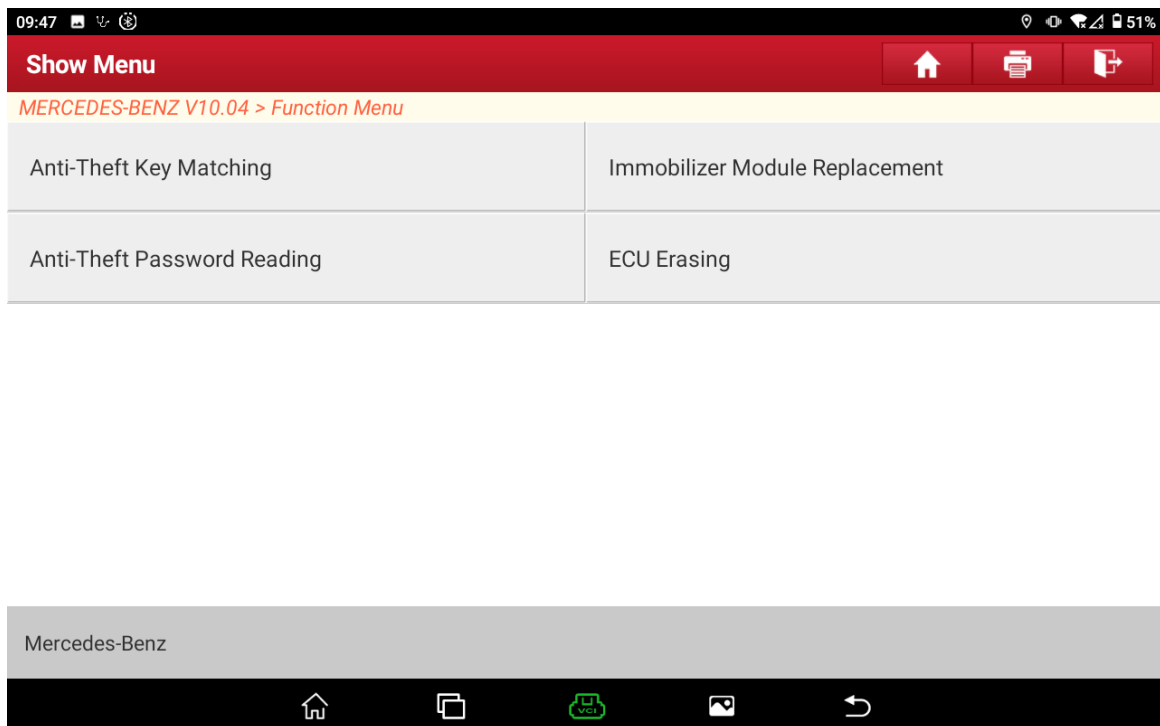 09:47 51%
Show Menu
MERCEDES-BENZ V10.04 > Function Menu
Anti-Theft Key Matching
Immobilizer Module Replacement
Anti-Theft Password Reading
ECU Erasing
Mercedes-Benz
VCI